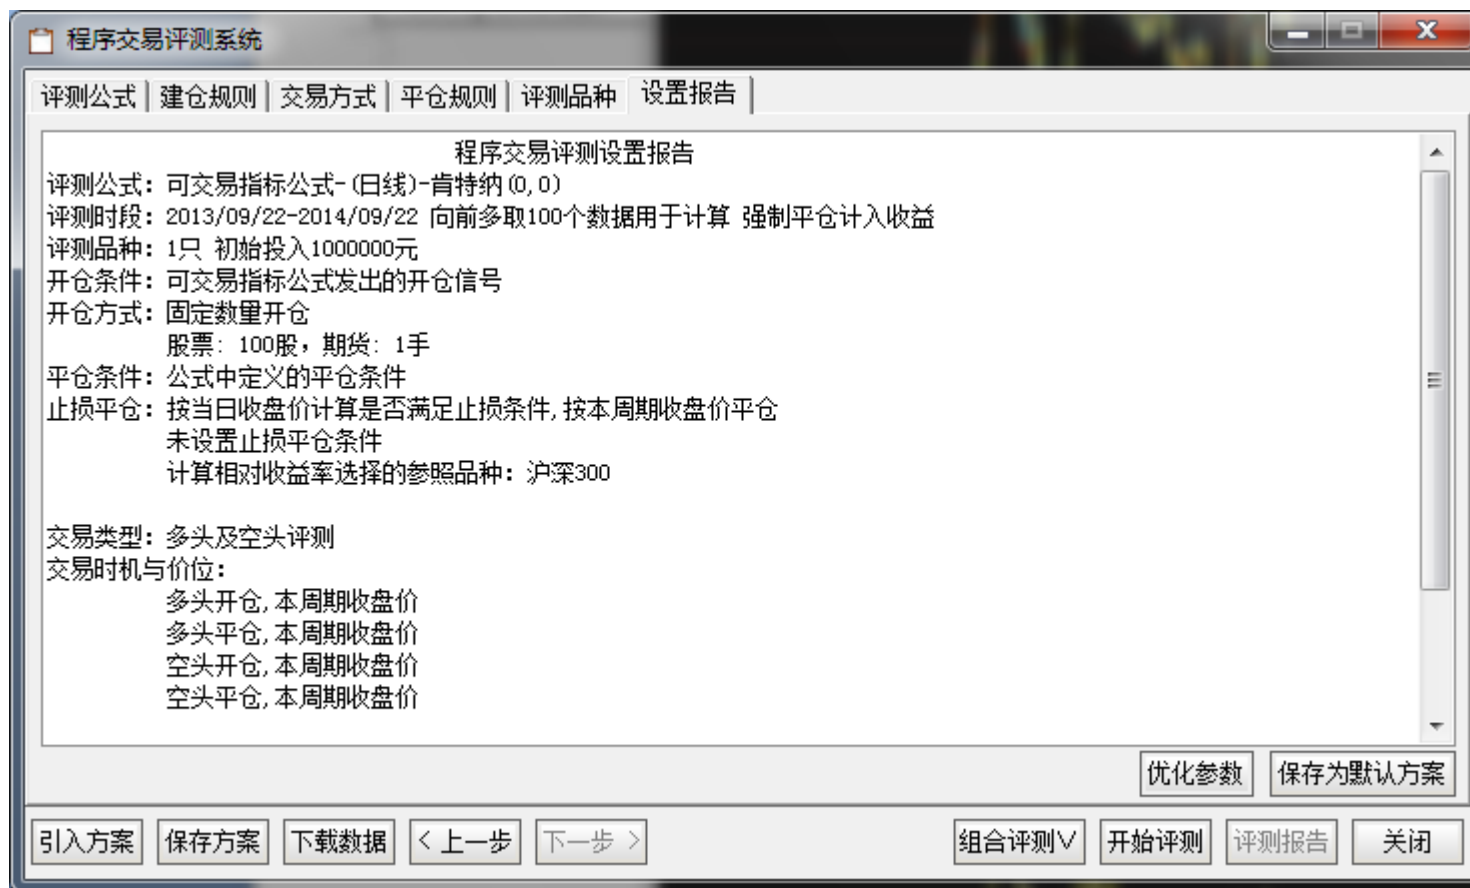 程序交易评测系统
评测公式 建仓规则 交易方式 平仓规则 评测品种 设置报告
程序交易评测设置报告
评测公式：可交易指标公式-(日线)-肯特纳(0,0)
评测时段：2013/09/22-2014/09/22 向前多取100个数据用于计算 强制平仓计入收益
评测品种：1只 初始投入1000000元
开仓条件：可交易指标公式发出的开仓信号
开仓方式：固定数量开仓
股票: 100股，期货: 1手
平仓条件：公式中定义的平仓条件
止损平仓：按当日收盘价计算是否满足止损条件,按本周期收盘价平仓
未设置止损平仓条件
计算相对收益率选择的参照品种：沪深300
交易类型：多头及空头评测
交易时机与价位：
多头开仓,本周期收盘价
多头平仓,本周期收盘价
空头开仓,本周期收盘价
空头平仓,本周期收盘价
优化参数 保存为默认方案
引入方案 保存方案 下载数据 < 上一步 下一步 > 组合评测∨ 开始评测 评测报告 关闭